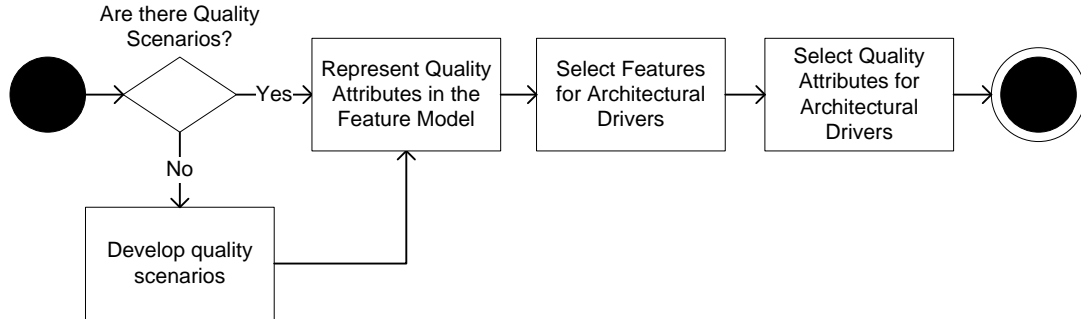 Are there Quality
Scenarios?
Yes
Represent Quality
Attributes in the
Feature Model
Select Features
for Architectural
Drivers
Select Quality
Attributes for
Architectural
Drivers
No
Develop quality
scenarios